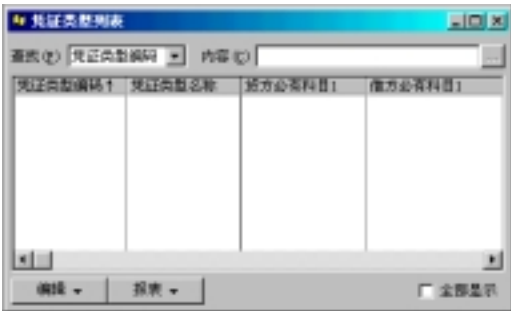 凭证类型列表
查找(F) 凭证类型编码 内容(C) ...
凭证类型编码↑ 凭证类型名称 贷方必有科目1 借方必有科目1
编辑 报表 全部显示